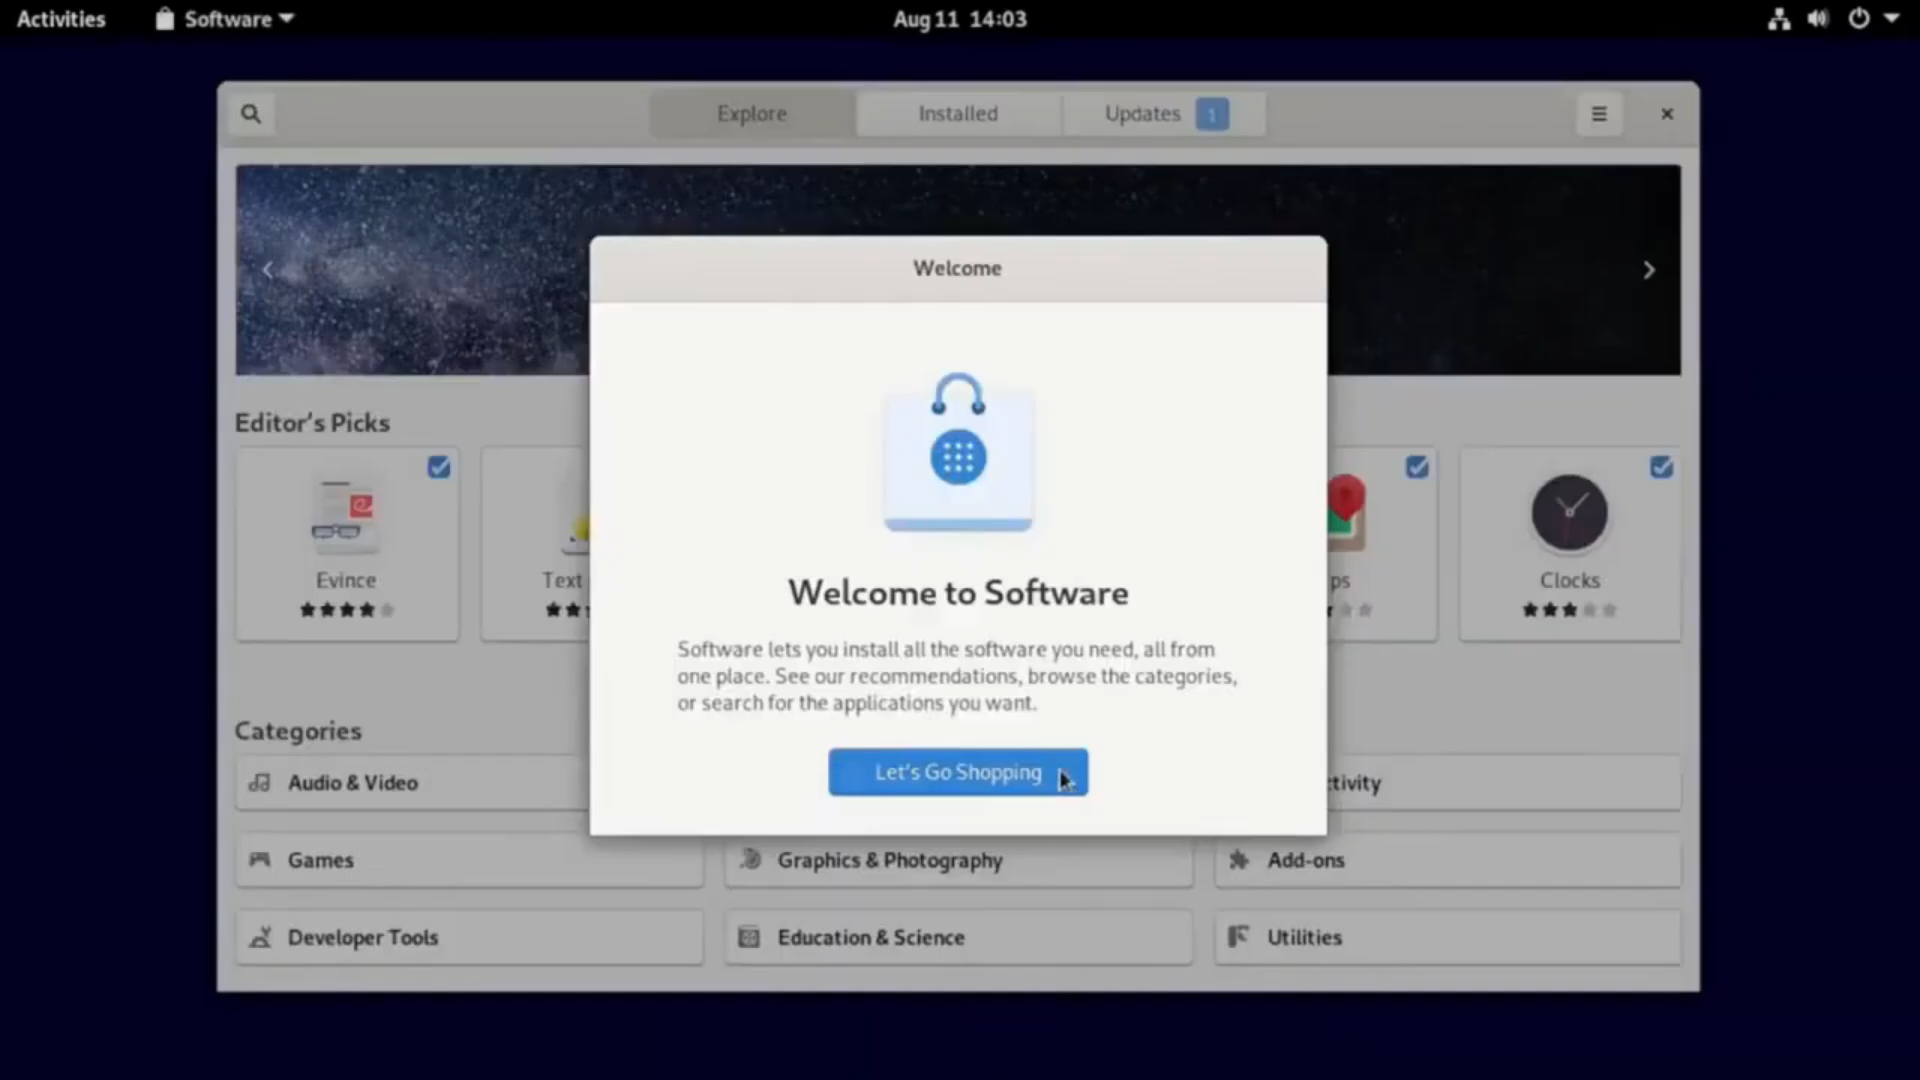 Activities
Software
Aug 11 14:03
Explore
Installed
Updates 1
Welcome
Editor's Picks
Evince
Text
ps
Clocks
Welcome to Software
Software lets you install all the software you need, all from
one place. See our recommendations, browse the categories,
or search for the applications you want.
Let's Go Shopping
Categories
Audio & Video
tivity
Games
Graphics & Photography
Add-ons
Developer Tools
Education & Science
Utilities